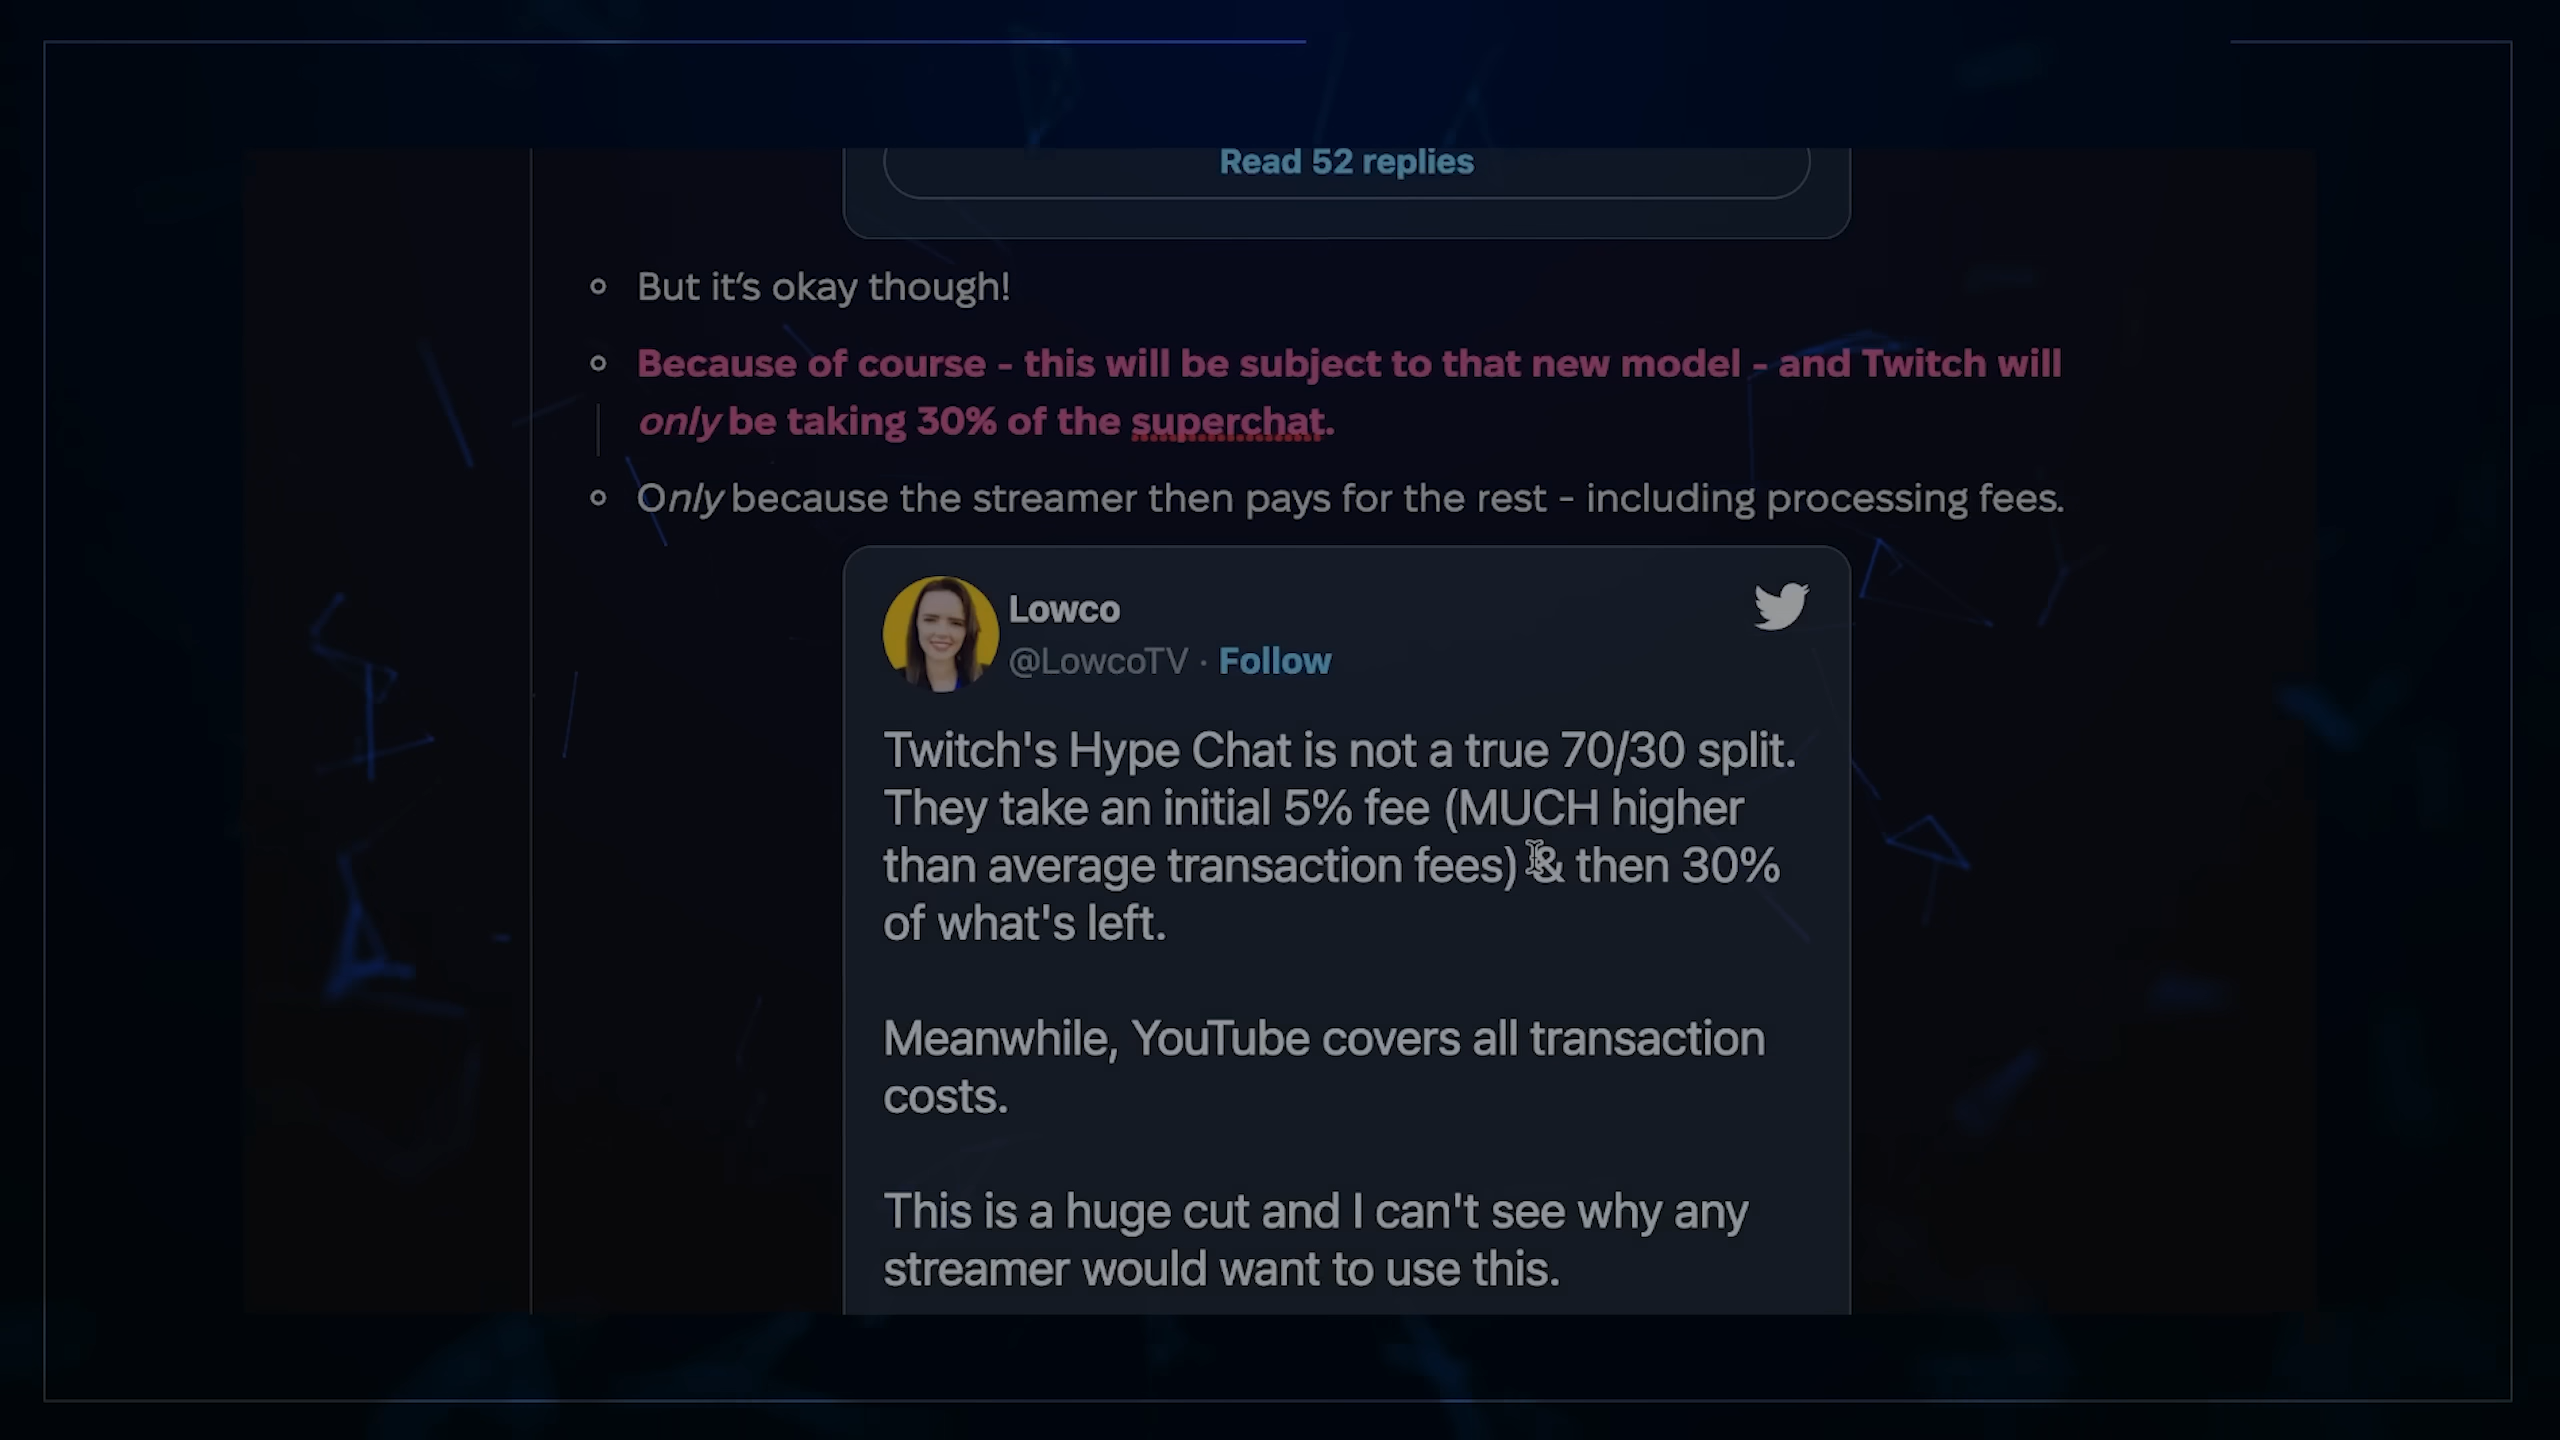 Read 52 replies
But it’s okay though!
Because of course - this will be subject to that new model - and Twitch will
only be taking 30% of the superchat.
Only because the streamer then pays for the rest - including processing fees.
Lowco
@LowcoTV · Follow
Twitch's Hype Chat is not a true 70/30 split.
They take an initial 5% fee (MUCH higher
than average transaction fees) & then 30%
of what's left.
Meanwhile, YouTube covers all transaction
costs.
This is a huge cut and I can't see why any
streamer would want to use this.